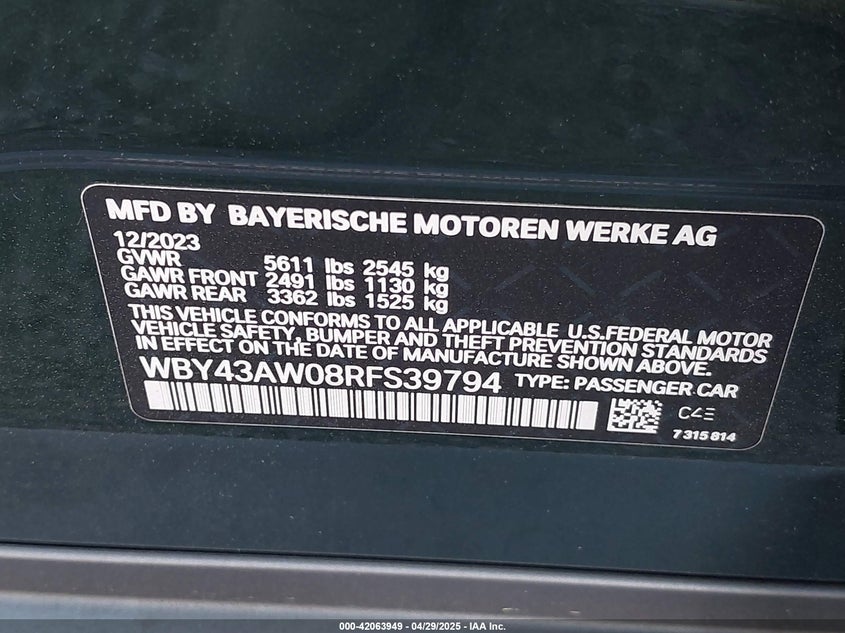 MFD BY BAYERISCHE MOTOREN WERKE AG
12/2023
GVWR 5611 lbs 2545 kg
GAWR FRONT 2491 lbs 1130 kg
GAWR REAR 3362 lbs 1525 kg
THIS VEHICLE CONFORMS TO ALL APPLICABLE U.S.FEDERAL MOTOR
VEHICLE SAFETY, BUMPER AND THEFT PREVENTION STANDARDS
IN EFFECT ON THE DATE OF MANUFACTURE SHOWN ABOVE.
WBY43AW08RFS39794 TYPE: PASSENGER CAR
C4E
7 315 814
000-42063949 - 04/29/2025 - IAA Inc.